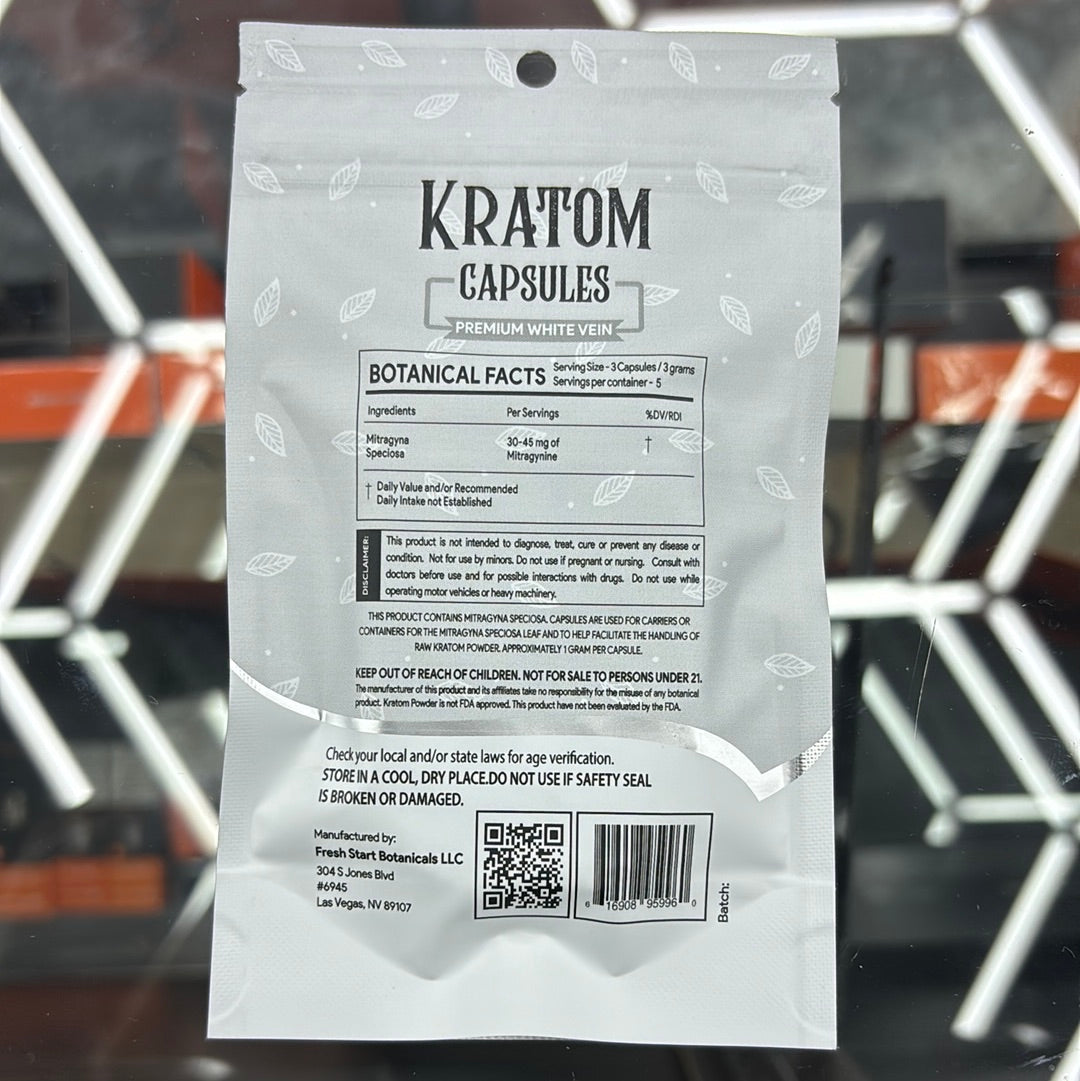 KRATOM
CAPSULES
PREMIUM WHITE VEIN
BOTANICAL FACTS
Serving Size - 3 Capsules / 3 grams
Servings per container - 5
Ingredients Per Servings %DV/RDI
Mitragyna 30-45 mg of †
Speciosa Mitragynine
† Daily Value and/or Recommended
Daily Intake not Established
DISCLAIMER:
This product is not intended to diagnose, treat, cure or prevent any disease or
condition. Not for use by minors. Do not use if pregnant or nursing. Consult with
doctors before use and for possible interactions with drugs. Do not use while
operating motor vehicles or heavy machinery.
THIS PRODUCT CONTAINS MITRAGYNA SPECIOSA. CAPSULES ARE USED FOR CARRIERS OR
CONTAINERS FOR THE MITRAGYNA SPECIOSA LEAF AND TO HELP FACILITATE THE HANDLING OF
RAW KRATOM POWDER. APPROXIMATELY 1 GRAM PER CAPSULE.
KEEP OUT OF REACH OF CHILDREN. NOT FOR SALE TO PERSONS UNDER 21.
The manufacturer of this product and its affiliates take no responsibility for the misuse of any botanical
product. Kratom Powder is not FDA approved. This product have not been evaluated by the FDA.
Check your local and/or state laws for age verification.
STORE IN A COOL, DRY PLACE.DO NOT USE IF SAFETY SEAL
IS BROKEN OR DAMAGED.
Manufactured by:
Fresh Start Botanicals LLC
304 S Jones Blvd
#6945
Las Vegas, NV 89107
6 16908 95996 0
Batch: